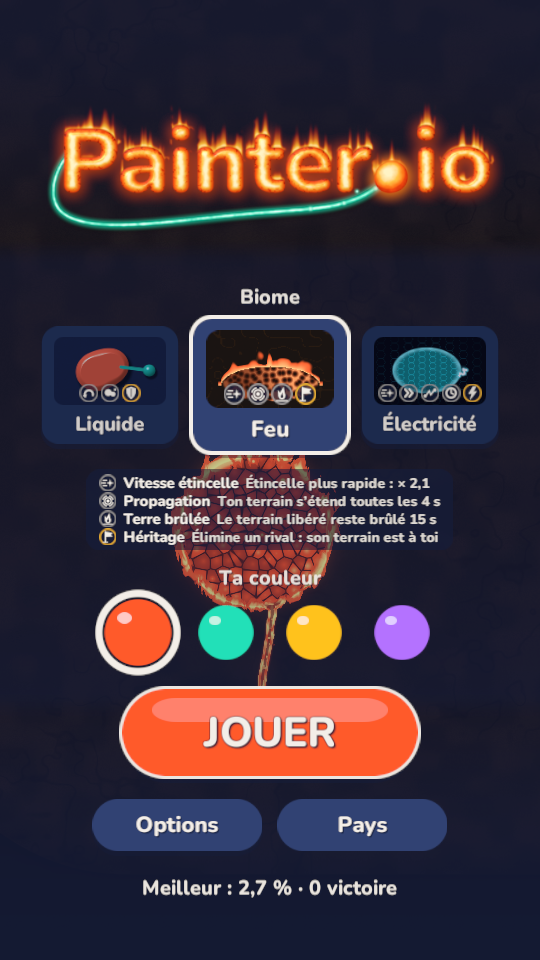 Painter.io
Biome
Liquide
Feu
Électricité
Vitesse étincelle Étincelle plus rapide : × 2,1
Propagation Ton terrain s'étend toutes les 4 s
Terre brûlée Le terrain libéré reste brûlé 15 s
Héritage Élimine un rival : son terrain est à toi
Ta couleur
JOUER
Options
Pays
Meilleur : 2,7 % · 0 victoire